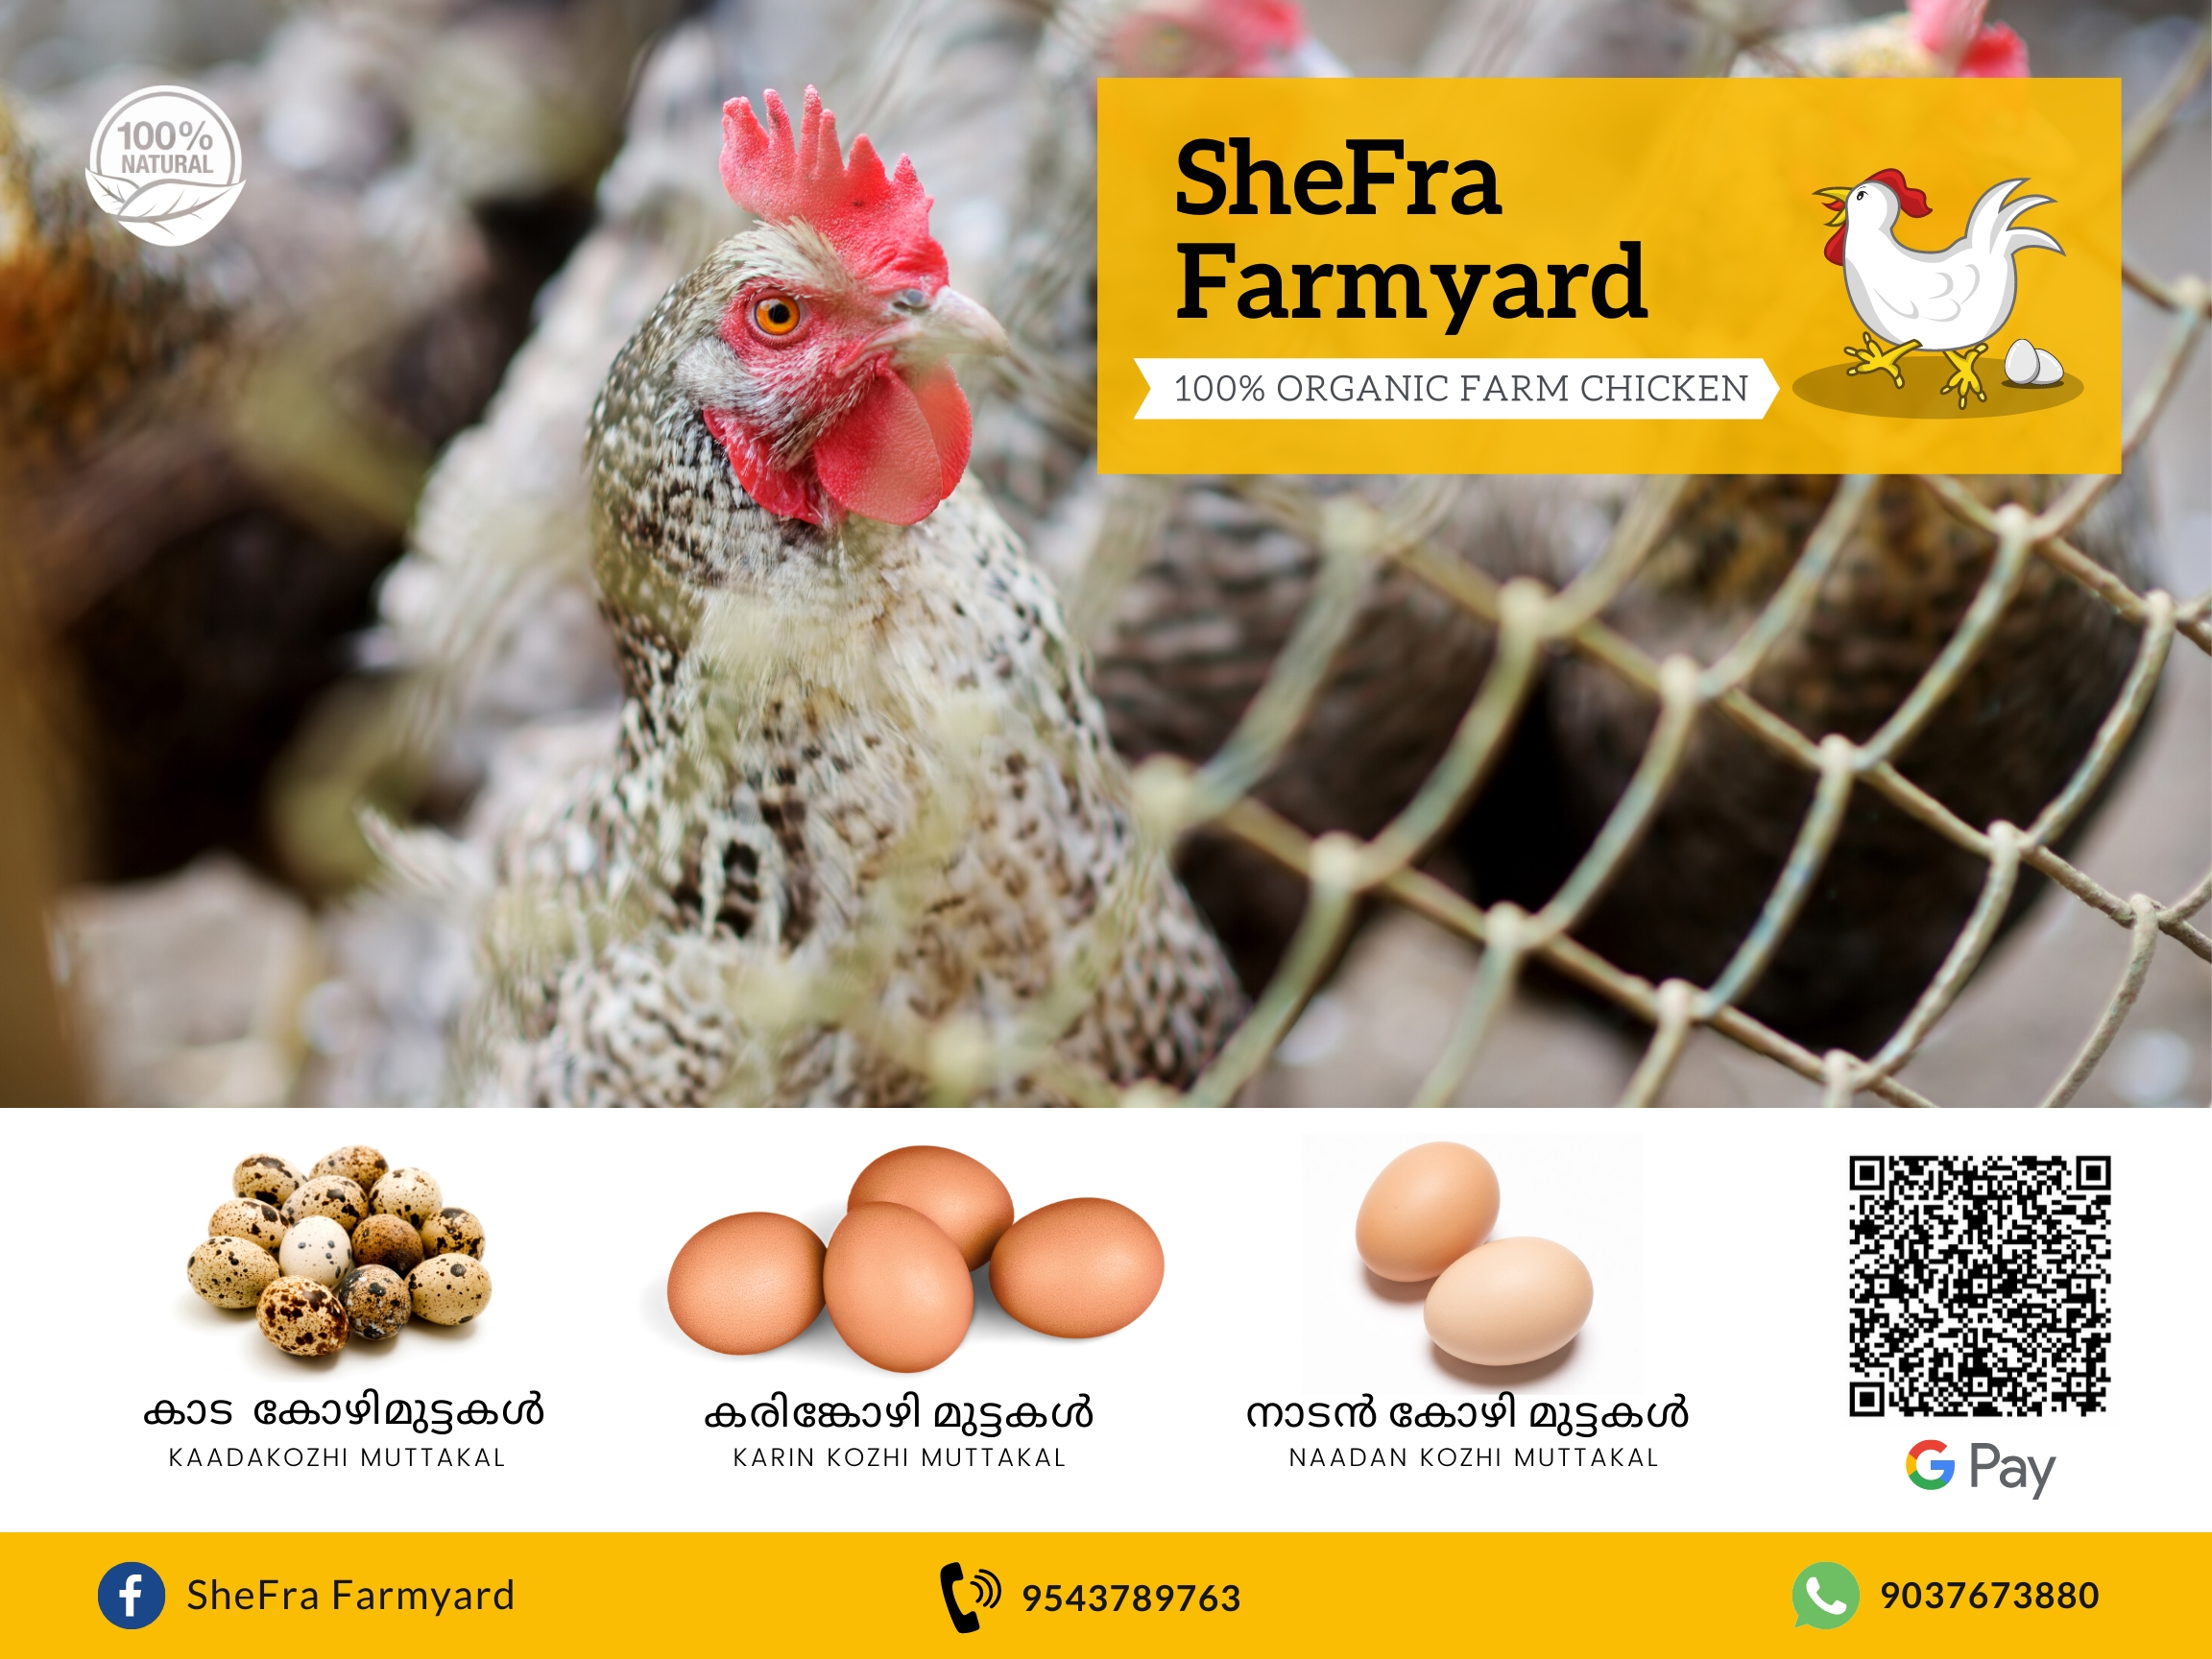 100%
NATURAL
SheFra
Farmyard
100% ORGANIC FARM CHICKEN
കാട കോഴിമുട്ടകൾ
KAADAKOZHI MUTTAKAL
കരിങ്കോഴി മുട്ടകൾ
KARIN KOZHI MUTTAKAL
നാടൻ കോഴി മുട്ടകൾ
NAADAN KOZHI MUTTAKAL
G Pay
SheFra Farmyard
9543789763
9037673880